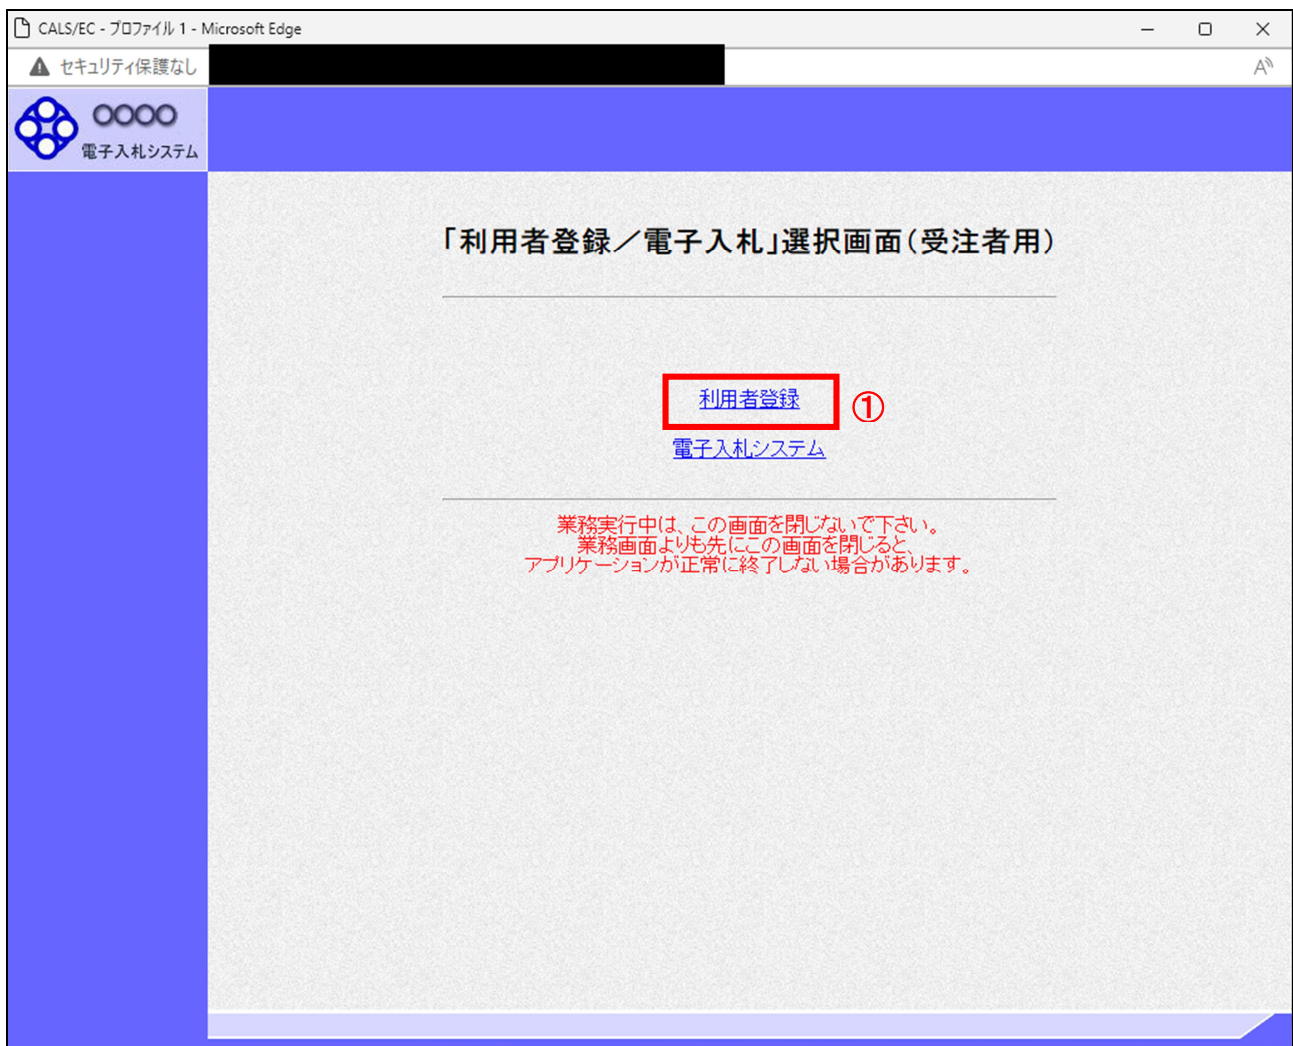 CALS/EC - プロファイル 1 - Microsoft Edge
セキュリティ保護なし
○○○○
電子入札システム
「利用者登録／電子入札」選択画面（受注者用）
利用者登録
①
電子入札システム
業務実行中は、この画面を閉じないで下さい。
業務画面よりも先にこの画面を閉じると、
アプリケーションが正常に終了しない場合があります。